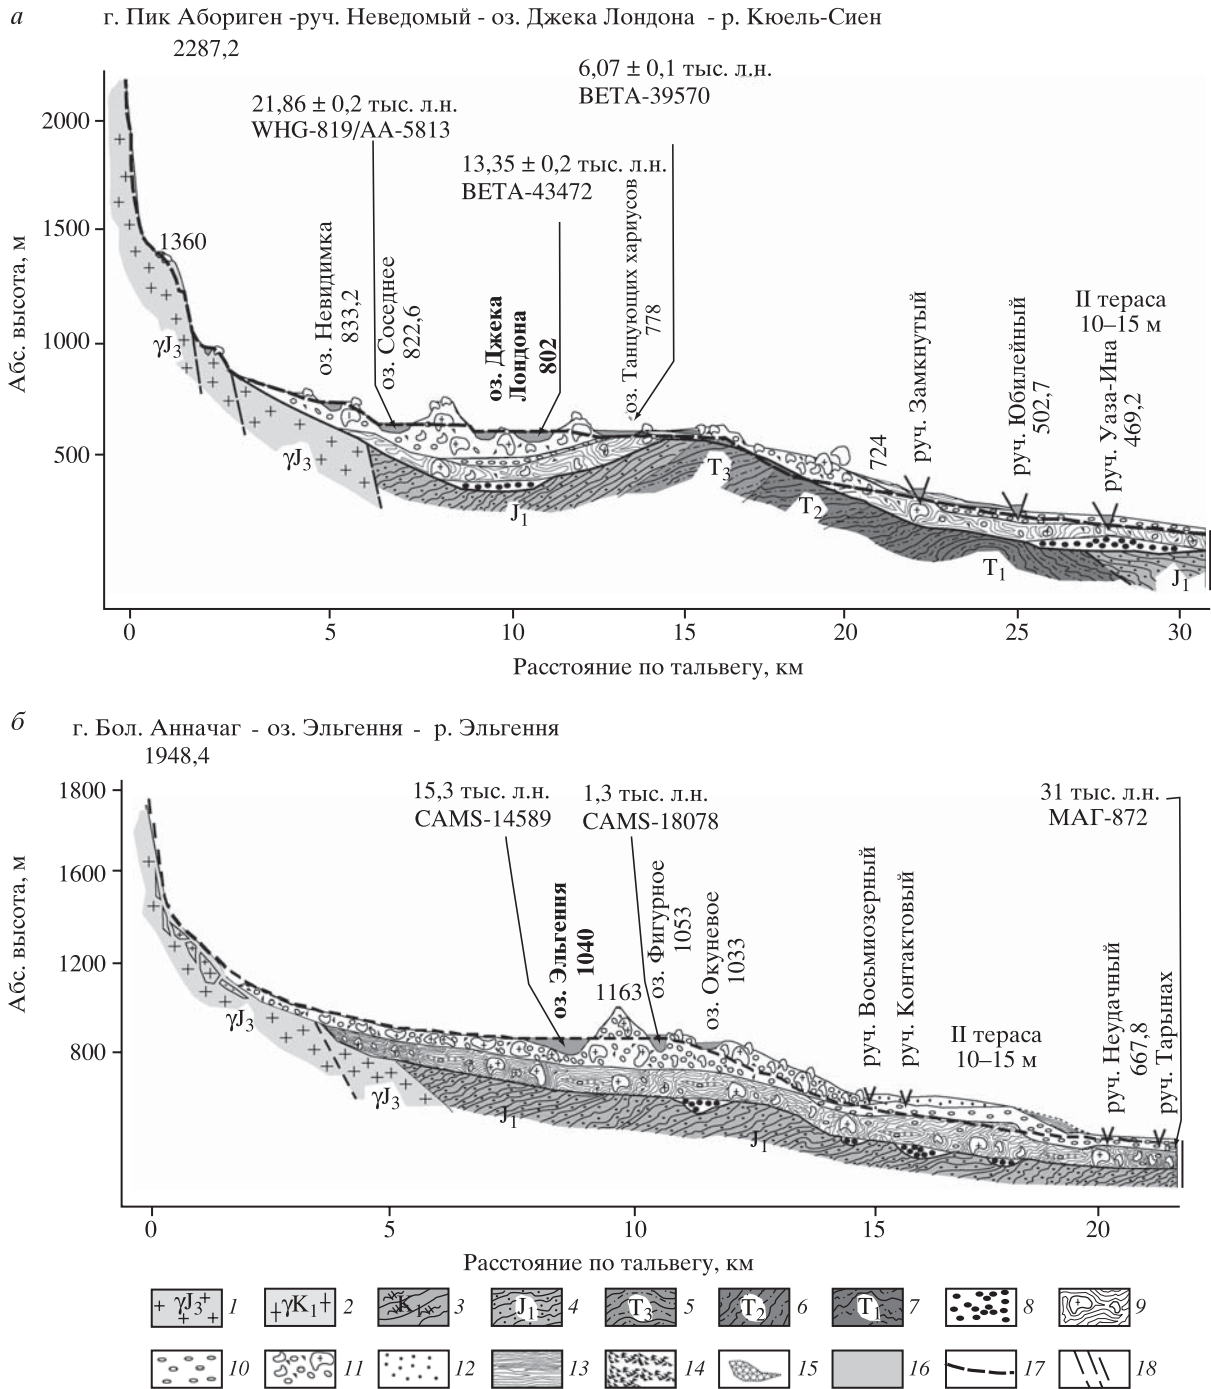 а г. Пик Абориген -руч. Неведомый - оз. Джека Лондона - р. Кюель-Сиен
2287,2
6,07 ± 0,1 тыс. л.н.
BETA-39570
21,86 ± 0,2 тыс. л.н.
WHG-819/AA-5813
13,35 ± 0,2 тыс. л.н.
BETA-43472
Абс. высота, м
2000
1500
1000
500
1360
оз. Невидимка
833,2
оз. Соседнее
822,6
оз. Джека
Лондона
802
оз. Танцующих хариусов
778
724
руч. Замкнутый
руч. Юбилейный
502,7
II тераса
10–15 м
руч. Уаза-Ина
469,2
γJ3
γJ3
J1
T3
T2
T1
J1
0 5 10 15 20 25 30
Расстояние по тальвегу, км
б г. Бол. Анначаг - оз. Эльгення - р. Эльгення
1948,4
15,3 тыс. л.н.
CAMS-14589
1,3 тыс. л.н.
CAMS-18078
31 тыс. л.н.
МАГ-872
Абс. высота, м
1800
1600
1200
800
оз. Эльгення
1040
1163
оз. Фигурное
1053
оз. Окуневое
1033
руч. Восьмиозерный
руч. Контактовый
II тераса
10–15 м
руч. Неудачный
667,8
руч. Тарынах
γJ3
γJ3
J1
J1
0 5 10 15 20
Расстояние по тальвегу, км
γJ3 1 γK1 2 K1 3 J1 4 T3 5 T2 6 T1 7 8 9
10 11 12 13 14 15 16 17 18